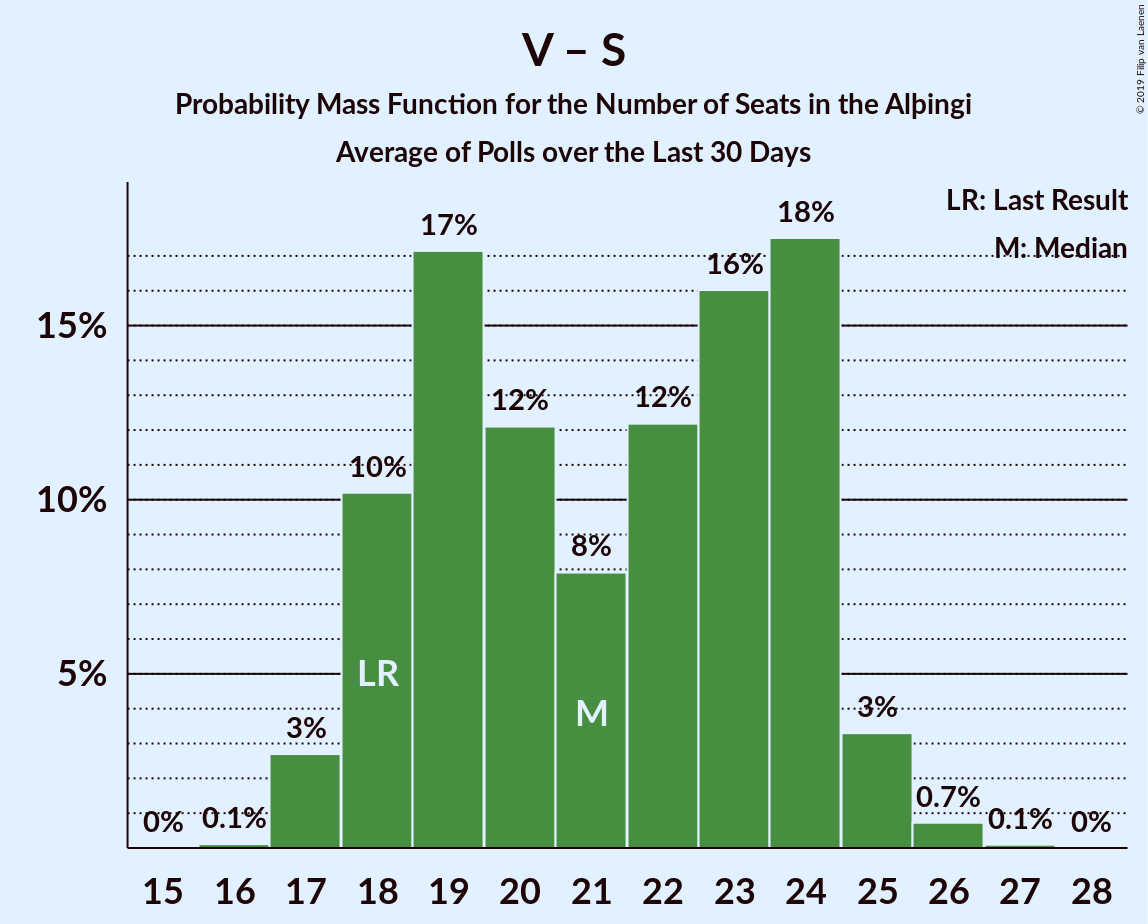 V – S
Probability Mass Function for the Number of Seats in the Alþingi
Average of Polls over the Last 30 Days
© 2019 Filip van Laenen
LR: Last Result
M: Median
15%
10%
5%
0%
0.1%
3%
10%
17%
12%
8%
12%
16%
18%
3%
0.7%
0.1%
0%
LR
M
15 16 17 18 19 20 21 22 23 24 25 26 27 28